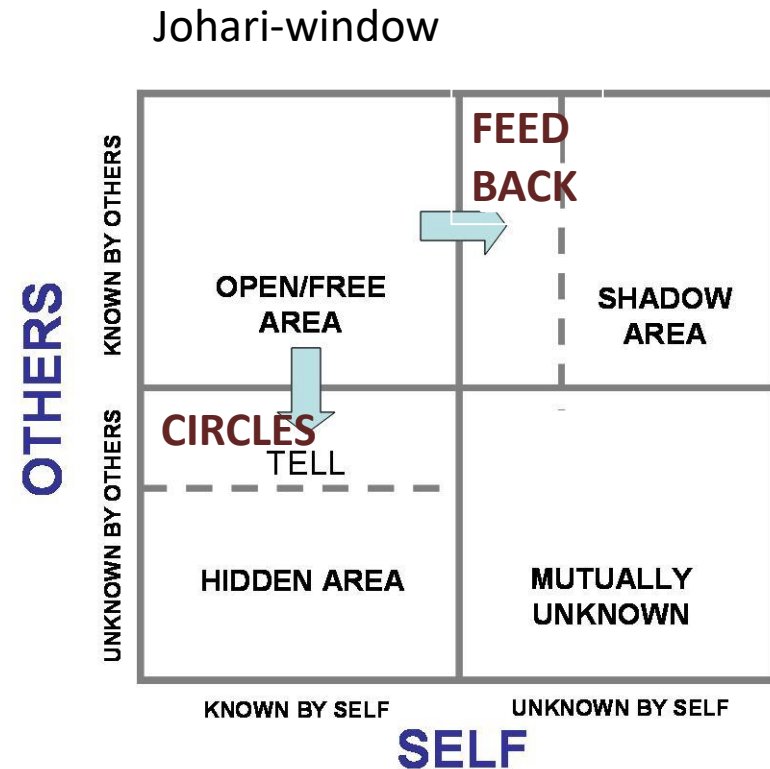 Johari-window
FEED
BACK
OPEN/FREE
AREA
SHADOW
AREA
CIRCLES
TELL
HIDDEN AREA
MUTUALLY
UNKNOWN
OTHERS
KNOWN BY OTHERS
UNKNOWN BY OTHERS
KNOWN BY SELF
UNKNOWN BY SELF
SELF